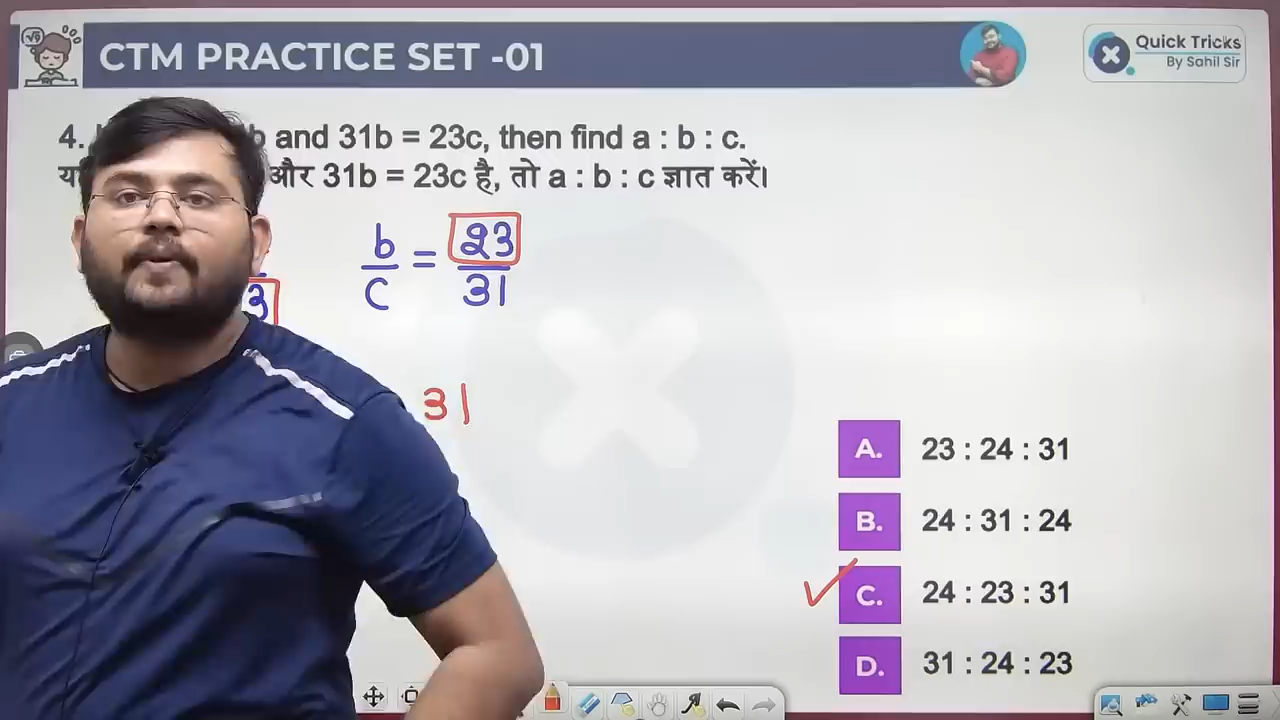 CTM PRACTICE SET -01
Quick Tricks
By Sahil Sir
4. b and 31b = 23c, then find a : b : c.
और 31b = 23c है, तो a : b : c ज्ञात करें।
b/c = 23/31
3
31
A. 23 : 24 : 31
B. 24 : 31 : 24
C. 24 : 23 : 31
D. 31 : 24 : 23